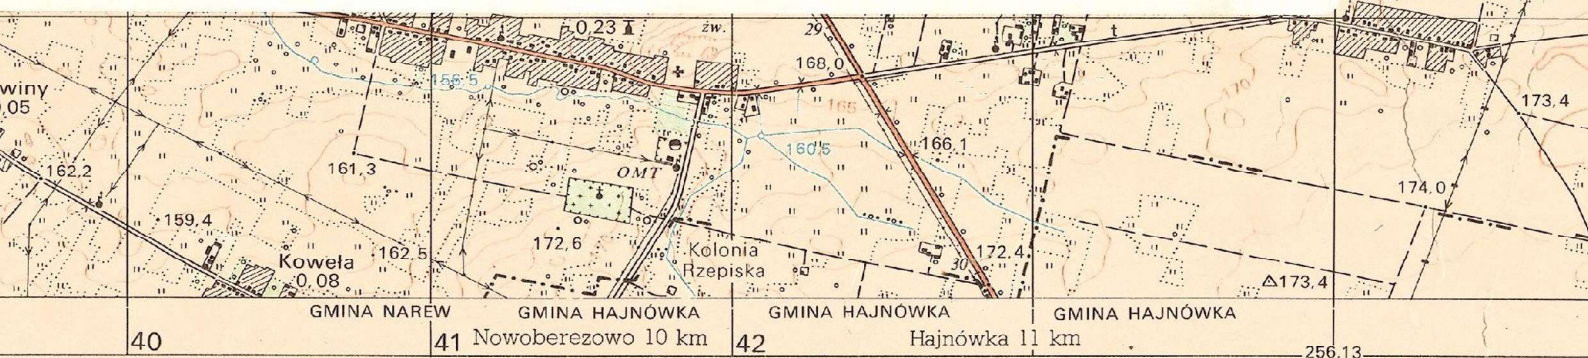 0,23
żw.
29
168,0
t
winy
0,05
156,5
165
170
173,4
161,3
OMT
160,5
166,1
162,2
174,0
159,4
172,6
Kolonia
Rzepiska
172,4
162,5
Koweła
0,08
30
173,4
GMINA NAREW
GMINA HAJNÓWKA
GMINA HAJNÓWKA
GMINA HAJNÓWKA
40
41
Nowoberezowo 10 km
42
Hajnówka 11 km
256.13